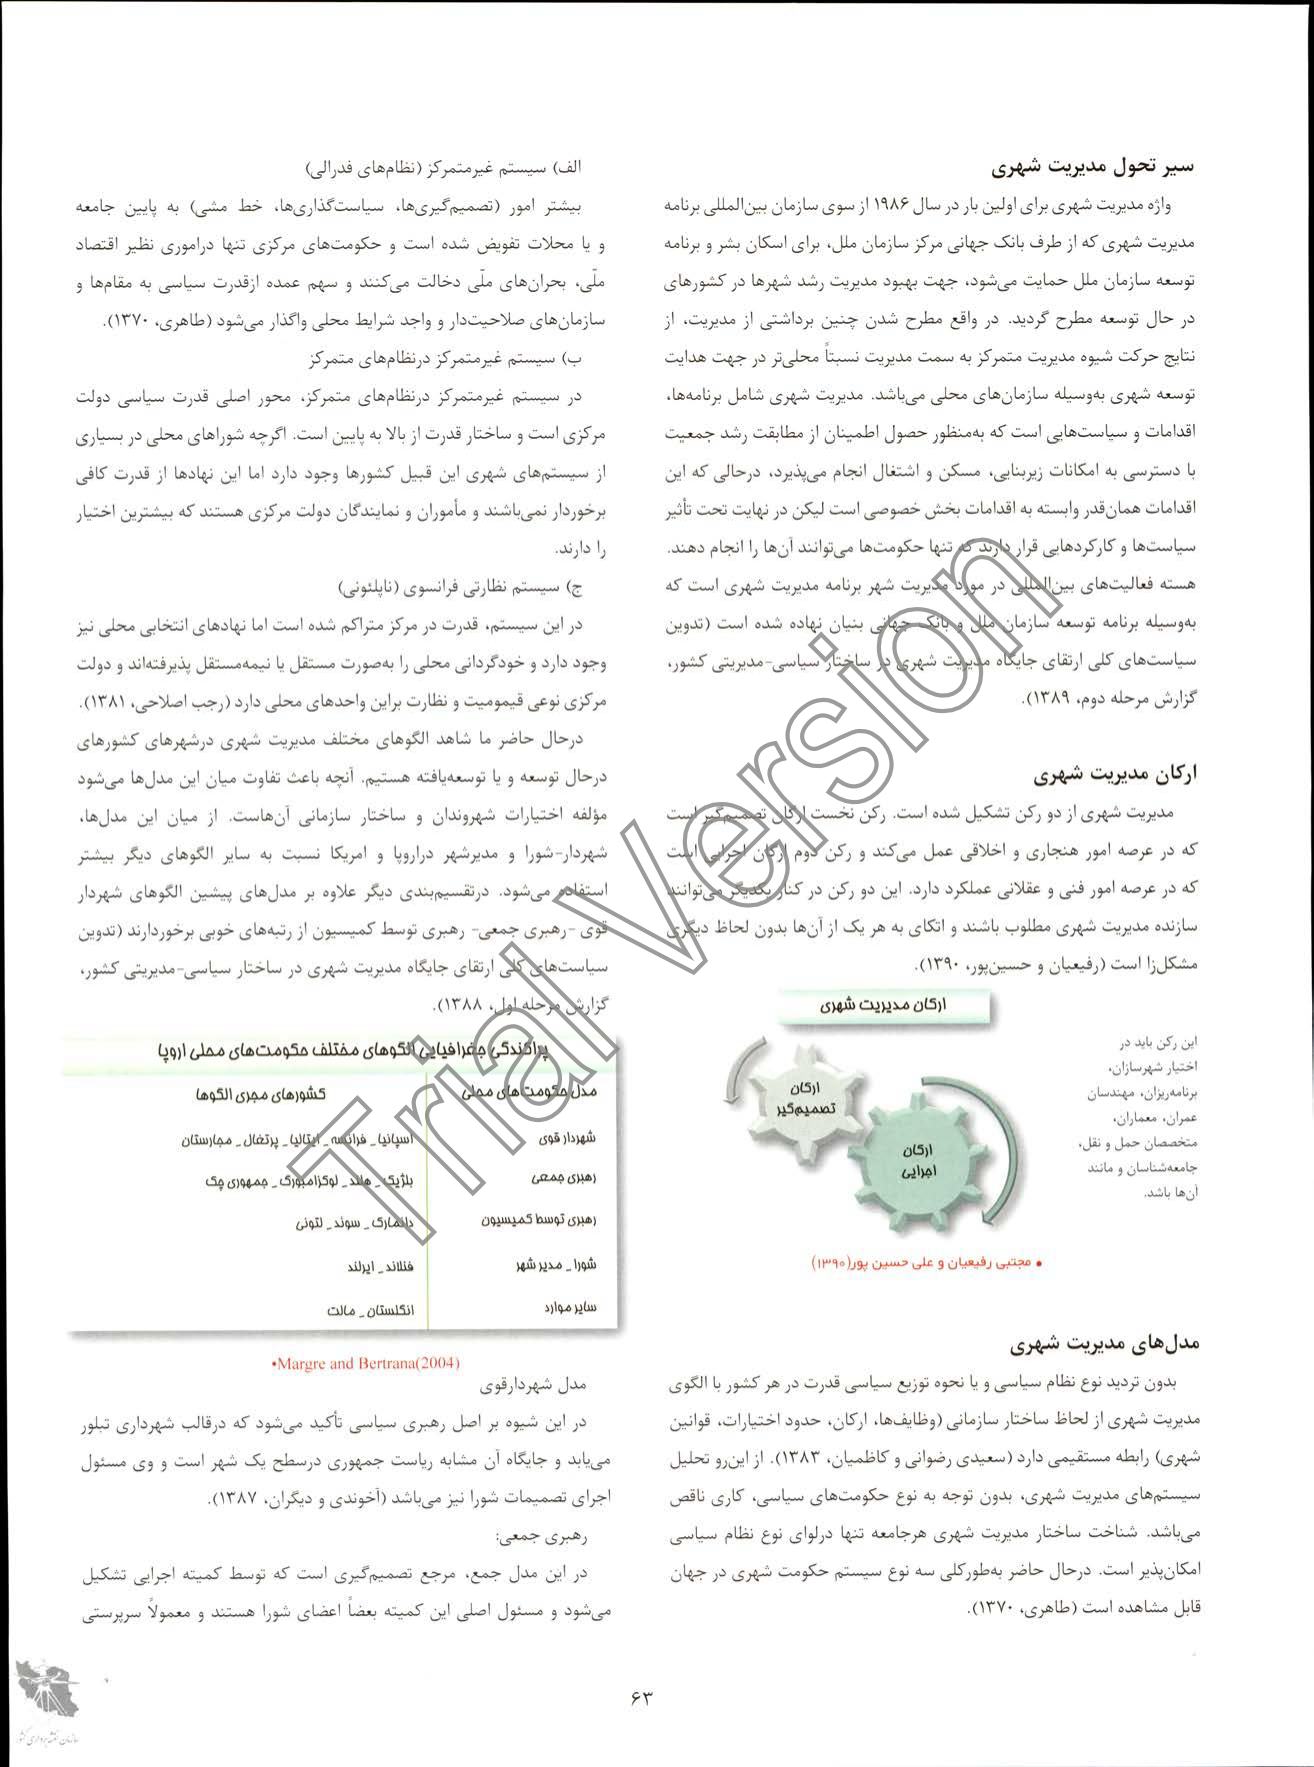 سیر تحول مدیریت شهری
واژه مدیریت شهری برای اولین بار در سال ۱۹۸۶ از سوی سازمان بین‌المللی برنامه
مدیریت شهری که از طرف بانک جهانی مرکز سازمان ملل، برای اسکان بشر و برنامه
توسعه سازمان ملل حمایت می‌شود، جهت بهبود مدیریت رشد شهرها در کشورهای
در حال توسعه مطرح گردید. در واقع مطرح شدن چنین برداشتی از مدیریت، از
نتایج حرکت شیوه مدیریت متمرکز به سمت مدیریت نسبتاً محلی‌تر در جهت هدایت
توسعه شهری به‌وسیله سازمان‌های محلی می‌باشد. مدیریت شهری شامل برنامه‌ها،
اقدامات و سیاست‌هایی است که به‌منظور حصول اطمینان از مطابقت رشد جمعیت
با دسترسی به امکانات زیربنایی، مسکن و اشتغال انجام می‌پذیرد، درحالی که این
اقدامات همان‌قدر وابسته به اقدامات بخش خصوصی است لیکن در نهایت تحت تأثیر
سیاست‌ها و کارکردهایی قرار دارند که تنها حکومت‌ها می‌توانند آن‌ها را انجام دهند.
هسته فعالیت‌های بین‌المللی در مورد مدیریت شهر برنامه مدیریت شهری است که
به‌وسیله برنامه توسعه سازمان ملل و بانک جهانی بنیان نهاده شده است (تدوین
سیاست‌های کلی ارتقای جایگاه مدیریت شهری در ساختار سیاسی-مدیریتی کشور،
گزارش مرحله دوم، ۱۳۸۹).
ارکان مدیریت شهری
مدیریت شهری از دو رکن تشکیل شده است. رکن نخست ارکان تصمیم‌گیر است
که در عرصه امور هنجاری و اخلاقی عمل می‌کند و رکن دوم ارکان اجرایی است
که در عرصه امور فنی و عقلانی عملکرد دارد. این دو رکن در کنار یکدیگر می‌توانند
سازنده مدیریت شهری مطلوب باشند و اتکای به هر یک از آن‌ها بدون لحاظ دیگری
مشکل‌زا است (رفیعیان و حسین‌پور، ۱۳۹۰).
ارکان مدیریت شهری
این رکن باید در
اختیار شهرسازان،
برنامه‌ریزان، مهندسان
عمران، معماران،
متخصصان حمل و نقل،
جامعه‌شناسان و مانند
آن‌ها باشد.
ارکان
تصمیم‌گیر
ارکان
اجرایی
• مجتبی رفیعیان و علی حسین پور(۱۳۹۰)
مدل‌های مدیریت شهری
بدون تردید نوع نظام سیاسی و یا نحوه توزیع سیاسی قدرت در هر کشور با الگوی
مدیریت شهری از لحاظ ساختار سازمانی (وظایف‌ها، ارکان، حدود اختیارات، قوانین
شهری) رابطه مستقیمی دارد (سعیدی رضوانی و کاظمیان، ۱۳۸۳). از این‌رو تحلیل
سیستم‌های مدیریت شهری، بدون توجه به نوع حکومت‌های سیاسی، کاری ناقص
می‌باشد. شناخت ساختار مدیریت شهری هرجامعه تنها درلوای نوع نظام سیاسی
امکان‌پذیر است. درحال حاضر به‌طورکلی سه نوع سیستم حکومت شهری در جهان
قابل مشاهده است (طاهری، ۱۳۷۰).
الف) سیستم غیرمتمرکز (نظام‌های فدرالی)
بیشتر امور (تصمیم‌گیری‌ها، سیاست‌گذاری‌ها، خط مشی) به پایین جامعه
و یا محلات تفویض شده است و حکومت‌های مرکزی تنها دراموری نظیر اقتصاد
ملّی، بحران‌های ملّی دخالت می‌کنند و سهم عمده ازقدرت سیاسی به مقام‌ها و
سازمان‌های صلاحیت‌دار و واجد شرایط محلی واگذار می‌شود (طاهری، ۱۳۷۰).
ب) سیستم غیرمتمرکز درنظام‌های متمرکز
در سیستم غیرمتمرکز درنظام‌های متمرکز، محور اصلی قدرت سیاسی دولت
مرکزی است و ساختار قدرت از بالا به پایین است. اگرچه شوراهای محلی در بسیاری
از سیستم‌های شهری این قبیل کشورها وجود دارد اما این نهادها از قدرت کافی
برخوردار نمی‌باشند و مأموران و نمایندگان دولت مرکزی هستند که بیشترین اختیار
را دارند.
ج) سیستم نظارتی فرانسوی (ناپلئونی)
در این سیستم، قدرت در مرکز متراکم شده است اما نهادهای انتخابی محلی نیز
وجود دارد و خودگردانی محلی را به‌صورت مستقل یا نیمه‌مستقل پذیرفته‌اند و دولت
مرکزی نوعی قیمومیت و نظارت براین واحدهای محلی دارد (رجب اصلاحی، ۱۳۸۱).
درحال حاضر ما شاهد الگوهای مختلف مدیریت شهری درشهرهای کشورهای
درحال توسعه و یا توسعه‌یافته هستیم. آنچه باعث تفاوت میان این مدل‌ها می‌شود
مؤلفه اختیارات شهروندان و ساختار سازمانی آن‌هاست. از میان این مدل‌ها،
شهردار-شورا و مدیرشهر دراروپا و امریکا نسبت به سایر الگوهای دیگر بیشتر
استفاده می‌شود. درتقسیم‌بندی دیگر علاوه بر مدل‌های پیشین الگوهای شهردار
قوی -رهبری جمعی- رهبری توسط کمیسیون از رتبه‌های خوبی برخوردارند (تدوین
سیاست‌های کلی ارتقای جایگاه مدیریت شهری در ساختار سیاسی-مدیریتی کشور،
گزارش مرحله اول، ۱۳۸۸).
پراکندگی جغرافیایی الگوهای مختلف حکومت‌های محلی اروپا
مدل حکومت‌های محلی کشورهای مجری الگوها
شهردار قوی اسپانیا_ فرانسه_ ایتالیا_ پرتغال_ مجارستان
رهبری جمعی بلژیک_ هلند_ لوکزامبورگ_ جمهوری چک
رهبری توسط کمیسیون دانمارک_ سوئد_ لتونی
شورا_ مدیر شهر فنلاند_ ایرلند
سایر موارد انگلستان_ مالت
•Margre and Bertrana(2004)
مدل شهردارقوی
در این شیوه بر اصل رهبری سیاسی تأکید می‌شود که درقالب شهرداری تبلور
می‌یابد و جایگاه آن مشابه ریاست جمهوری درسطح یک شهر است و وی مسئول
اجرای تصمیمات شورا نیز می‌باشد (آخوندی و دیگران، ۱۳۸۷).
رهبری جمعی:
در این مدل جمع، مرجع تصمیم‌گیری است که توسط کمیته اجرایی تشکیل
می‌شود و مسئول اصلی این کمیته بعضاً اعضای شورا هستند و معمولاً سرپرستی
Trial Version
۶۳
سازمان نقشه‌برداری کشور